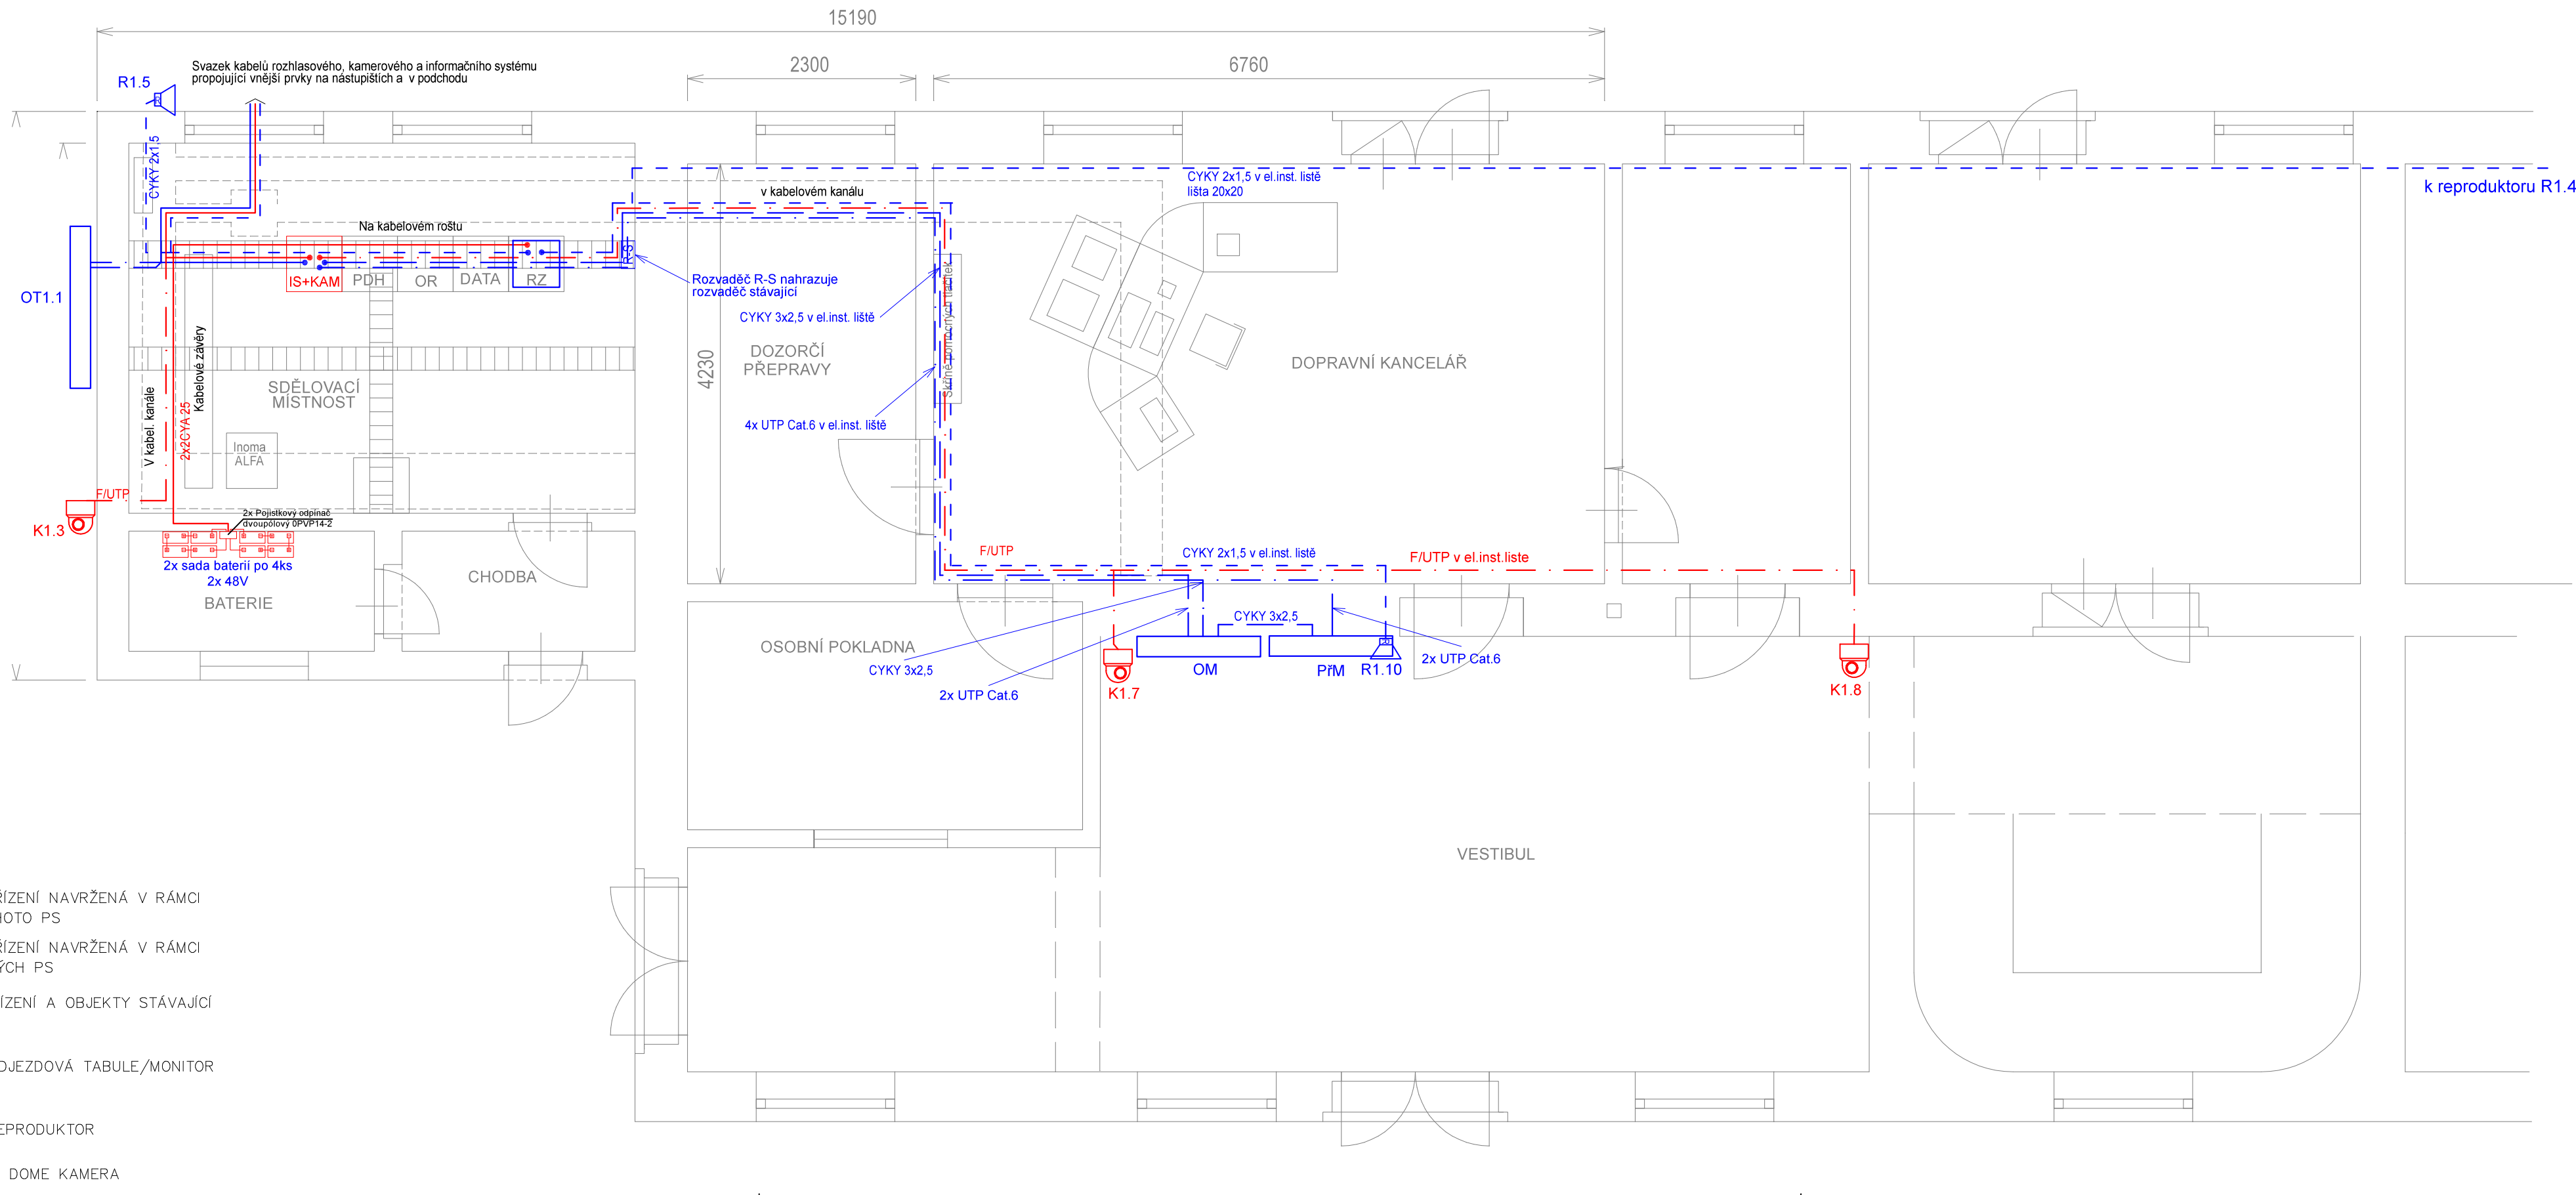 15190
2300
6760
Svazek kabelů rozhlasového, kamerového a informačního systému
propojující vnější prvky na nástupištích a v podchodu
R1.5
CYKY 2x1,5
v kabelovém kanálu
CYKY 2x1,5 v el.inst. listě
lišta 20x20
k reproduktoru R1.4
Na kabelovém roštu
R-S
IS+KAM
PDH
OR
DATA
RZ
Rozvaděč R-S nahrazuje
rozvaděč stávající
OT1.1
CYKY 3x2,5 v el.inst. liště
Skříně pomocných tlačítek
DOZORČÍ
PŘEPRAVY
4230
DOPRAVNÍ KANCELÁŘ
SDĚLOVACÍ
MÍSTNOST
Kabelové závěry
V kabel. kanále
2x2CYA 25
4x UTP Cat.6 v el.inst. liště
Inoma
ALFA
F/UTP
K1.3
2x Pojistkový odpínač
dvoupólový 0PVP14-2
2x sada baterií po 4ks
2x 48V
BATERIE
CHODBA
F/UTP
CYKY 2x1,5 v el.inst. listě
F/UTP v el.inst.liste
CYKY 3x2,5
OSOBNÍ POKLADNA
CYKY 3x2,5
2x UTP Cat.6
K1.7
OM
PřM
R1.10
2x UTP Cat.6
K1.8
VESTIBUL
ŘÍZENÍ NAVRŽENÁ V RÁMCI
HOTO PS
ŘÍZENÍ NAVRŽENÁ V RÁMCI
ÝCH PS
ÍZENÍ A OBJEKTY STÁVAJÍCÍ
DJEZDOVÁ TABULE/MONITOR
EPRODUKTOR
DOME KAMERA